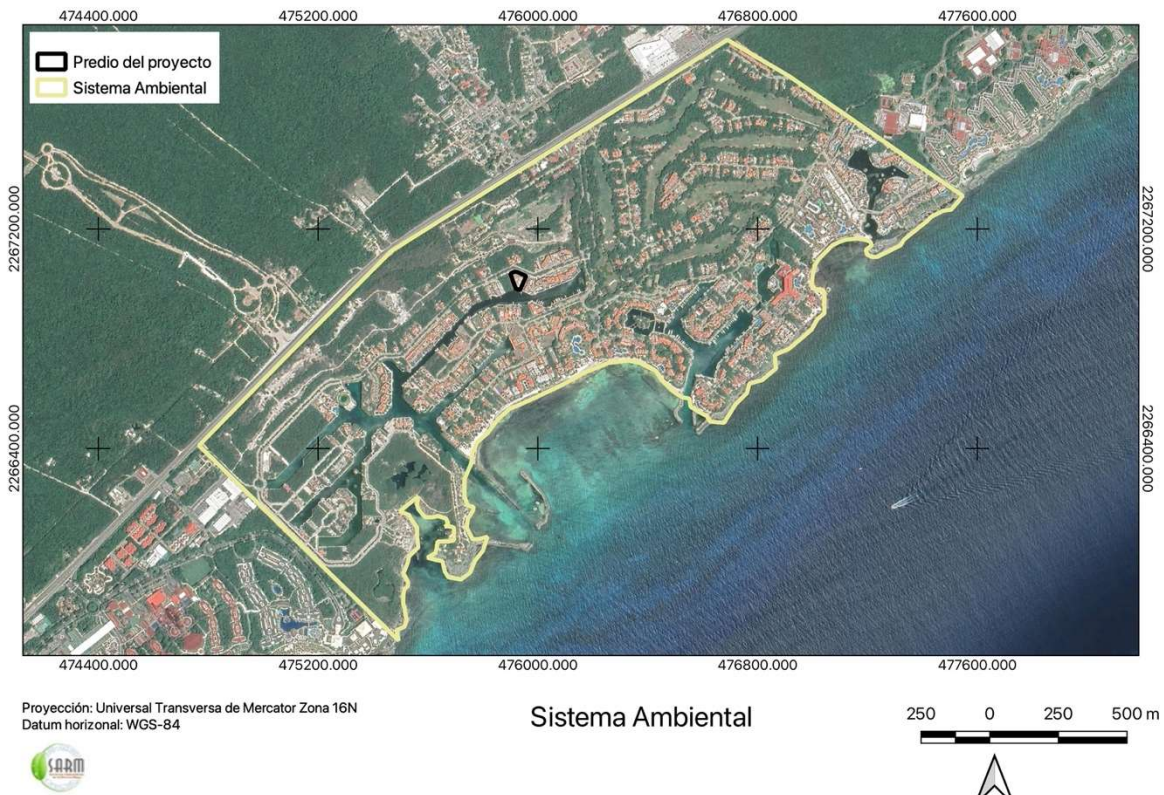 474400.000 475200.000 476000.000 476800.000 477600.000
Predio del proyecto
Sistema Ambiental
2267200.000
2266400.000
2267200.000
2266400.000
474400.000 475200.000 476000.000 476800.000 477600.000
Proyección: Universal Transversa de Mercator Zona 16N
Datum horizonal: WGS-84
Sistema Ambiental
250 0 250 500 m
SARM